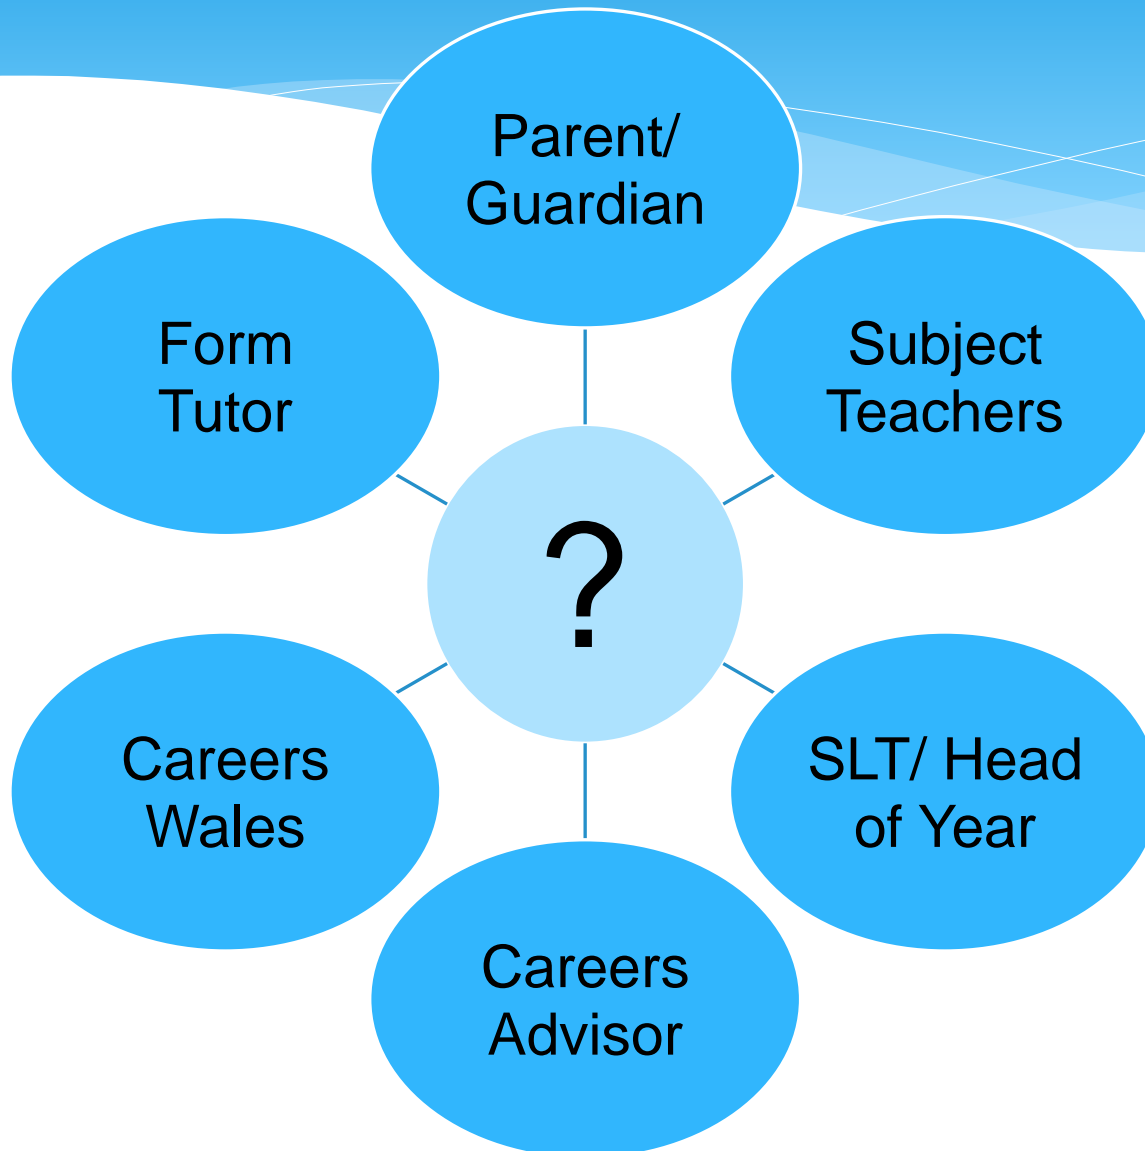 Parent/
Guardian
Form
Tutor
Subject
Teachers
?
Careers
Wales
SLT/ Head
of Year
Careers
Advisor